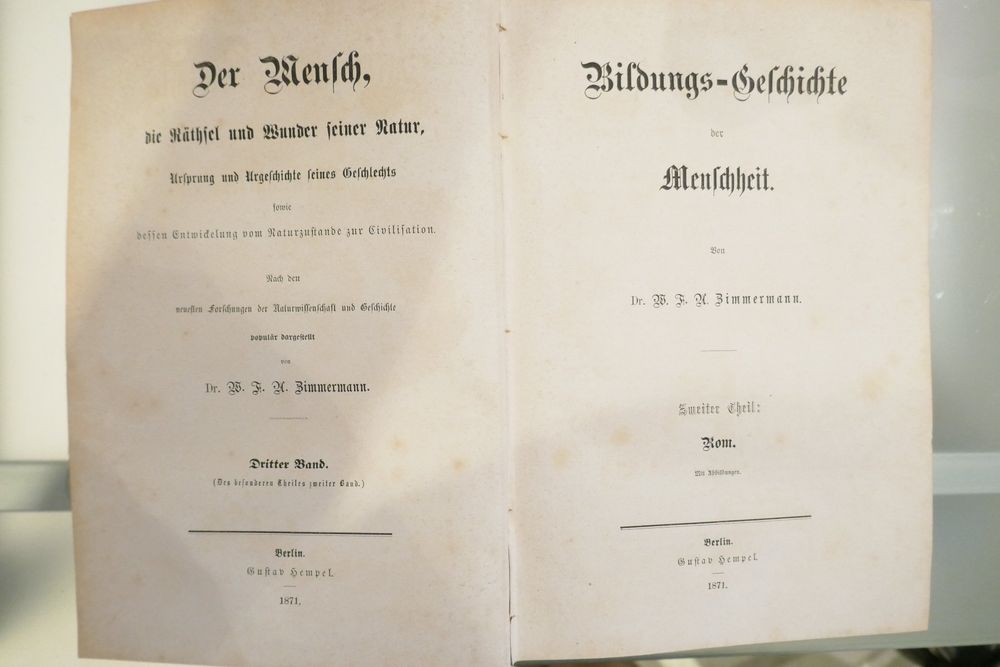 Der Mensch,
die Räthsel und Wunder seiner Natur,
Ursprung und Urgeschichte seines Geschlechts
sowie
dessen Entwickelung vom Naturzustande zur Civilisation.
Nach den
neuesten Forschungen der Naturwissenschaft und Geschichte
populär dargestellt
von
Dr. W. F. A. Zimmermann.
Dritter Band.
(Des besonderen Theiles zweiter Band.)
Berlin.
Gustav Hempel.
1871.
Bildungs-Geschichte
der
Menschheit.
Von
Dr. W. F. A. Zimmermann.
Zweiter Theil:
Rom.
Mit Abbildungen.
Berlin.
Gustav Hempel.
1871.